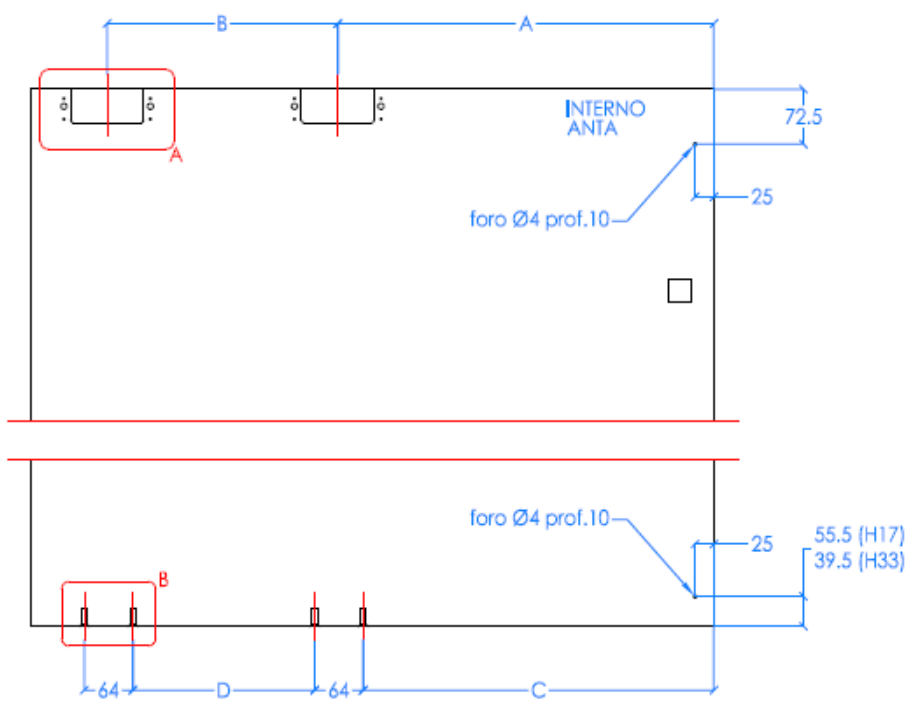 B
A
INTERNO
ANTA
72.5
A
25
foro Ø4 prof.10
foro Ø4 prof.10
25
55.5 (H17)
39.5 (H33)
B
64
D
64
C